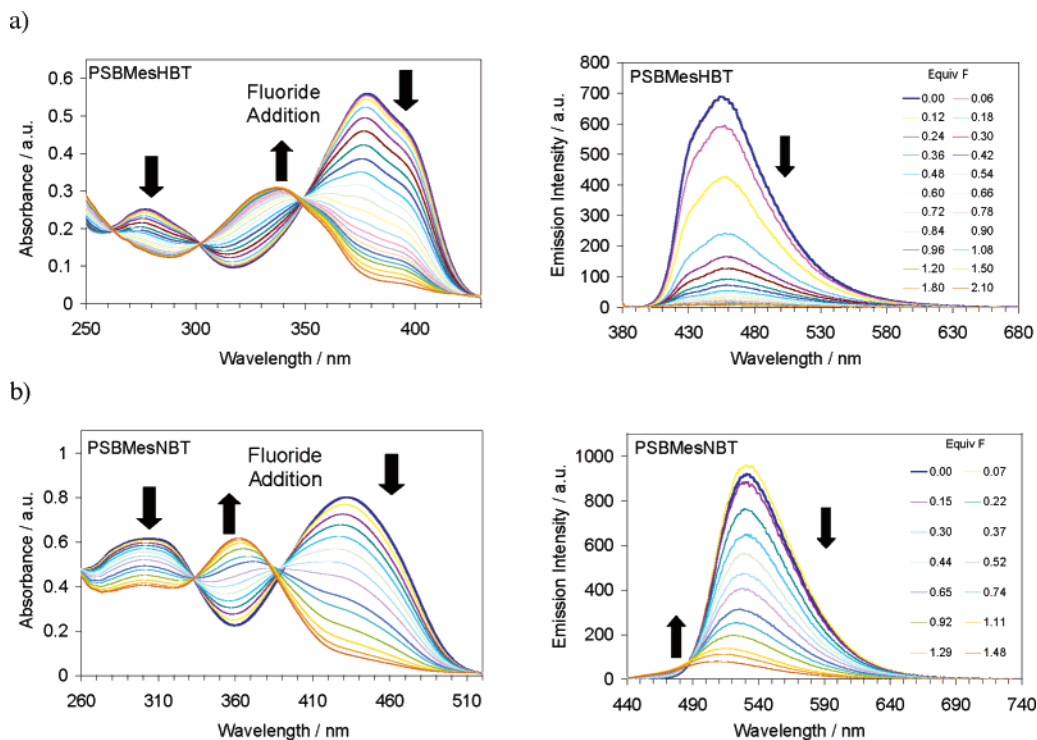 a)
PSBMesHBT
Fluoride
Addition
Absorbance / a.u.
0.6
0.5
0.4
0.3
0.2
0.1
0
250 300 350 400
Wavelength / nm
PSBMesHBT
Equiv F
0.00 0.06
0.12 0.18
0.24 0.30
0.36 0.42
0.48 0.54
0.60 0.66
0.72 0.78
0.84 0.90
0.96 1.08
1.20 1.50
1.80 2.10
Emission Intensity / a.u.
800
700
600
500
400
300
200
100
0
380 430 480 530 580 630 680
Wavelength / nm
b)
PSBMesNBT
Fluoride
Addition
Absorbance / a.u.
1
0.8
0.6
0.4
0.2
0
260 310 360 410 460 510
Wavelength / nm
PSBMesNBT
Equiv F
0.00 0.07
0.15 0.22
0.30 0.37
0.44 0.52
0.65 0.74
0.92 1.11
1.29 1.48
Emission Intensity / a.u.
1000
800
600
400
200
0
440 490 540 590 640 690 740
Wavelength / nm